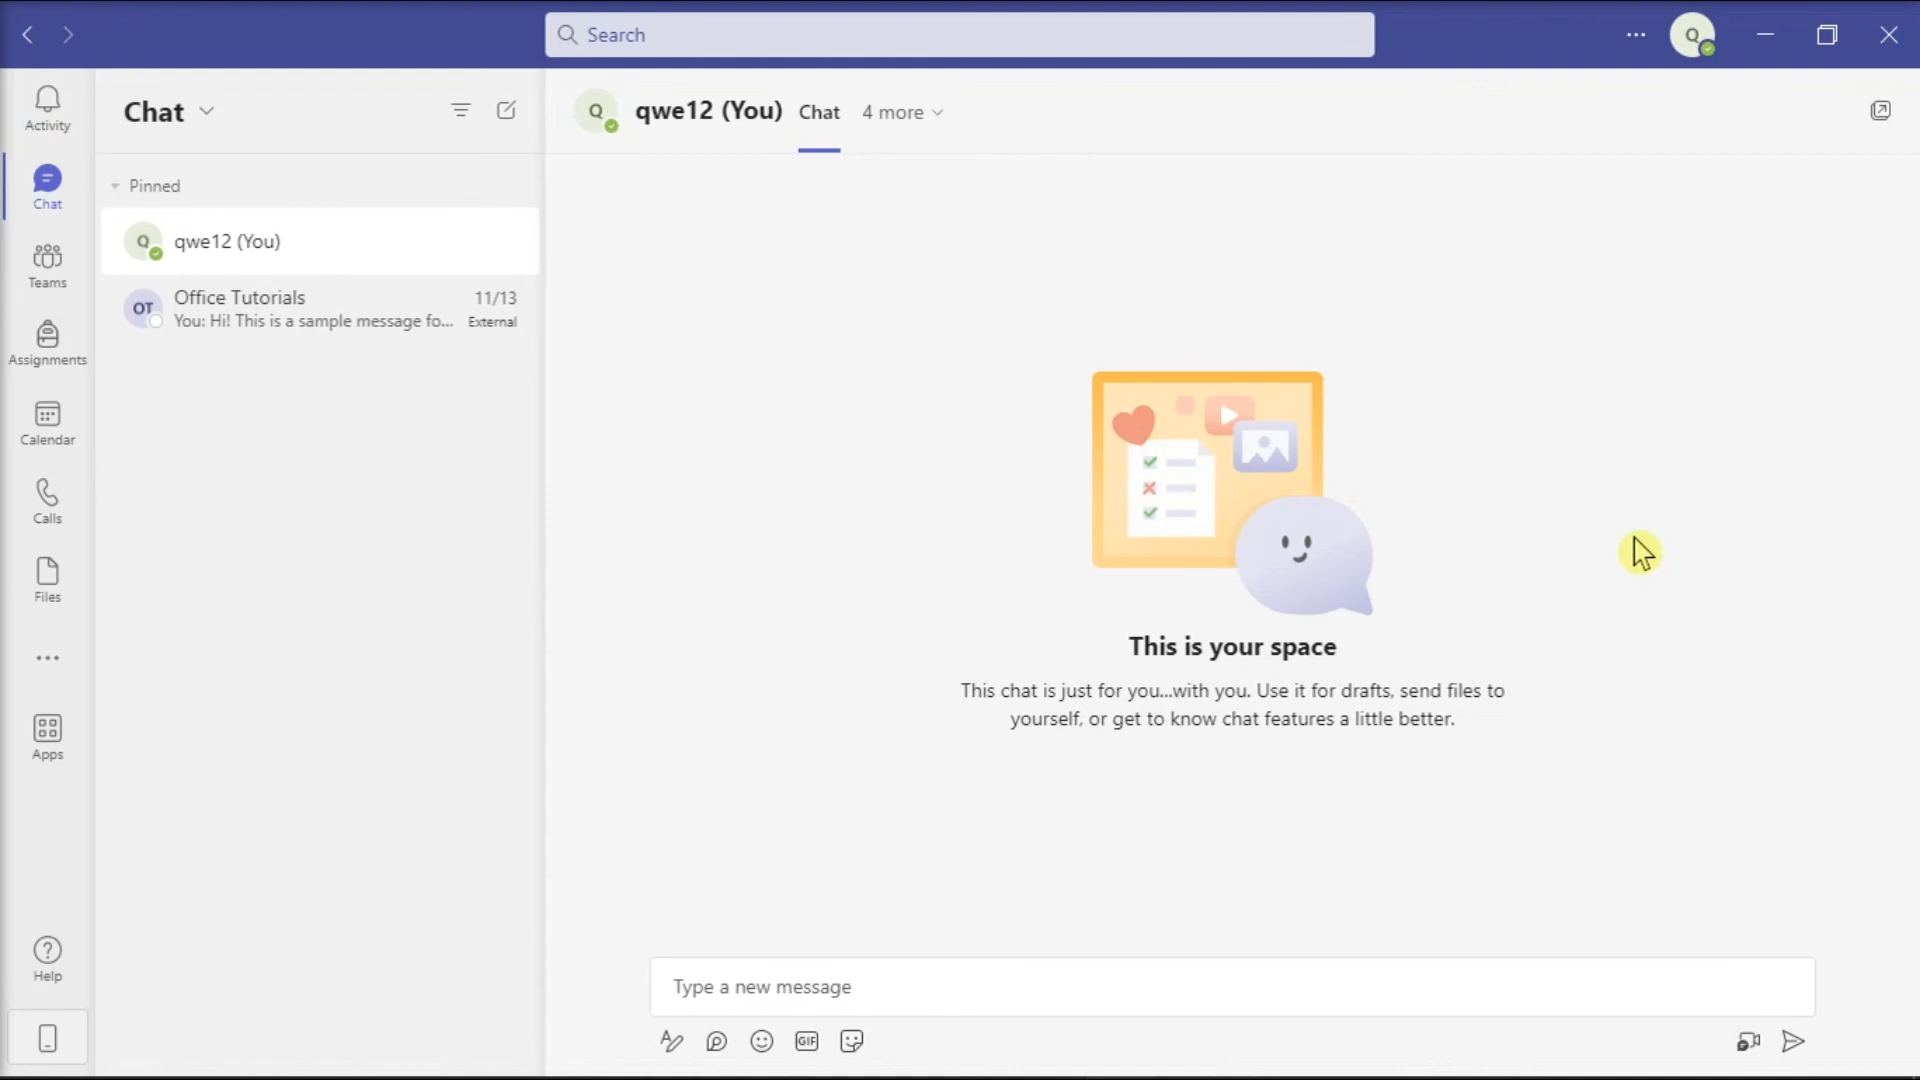 Search
Q
Activity
Chat
Teams
Assignments
Calendar
Calls
Files
Apps
Help
Chat
Pinned
Q qwe12 (You)
OT Office Tutorials 11/13
You: Hi! This is a sample message fo... External
Q qwe12 (You) Chat 4 more
This is your space
This chat is just for you...with you. Use it for drafts, send files to
yourself, or get to know chat features a little better.
Type a new message
GIF